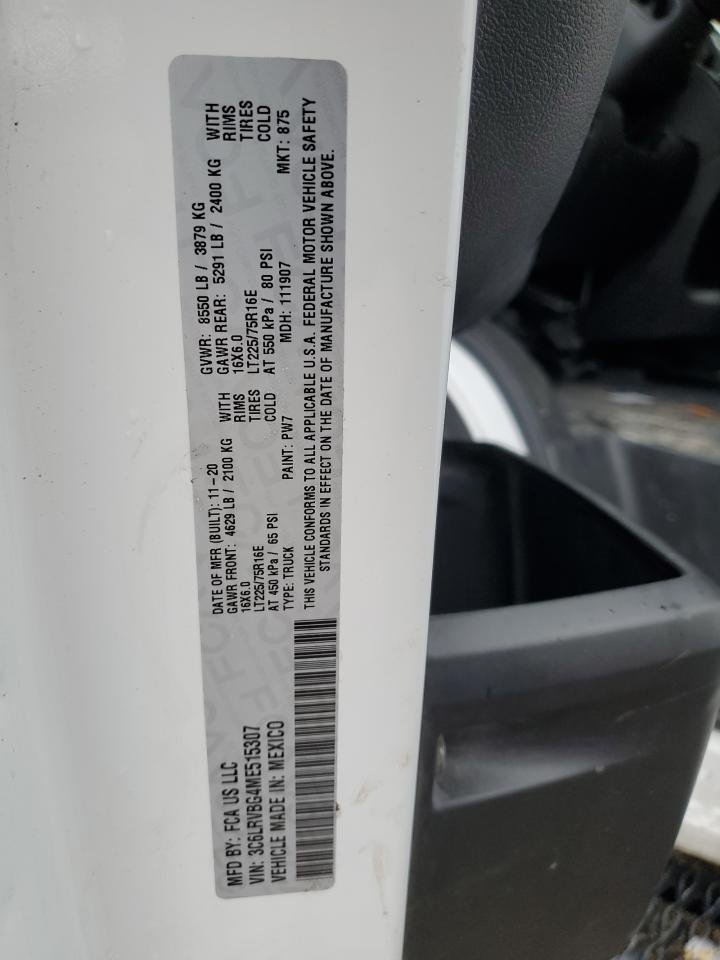 MFD BY: FCA US LLC
VIN: 3C6LRVBG4ME515307
VEHICLE MADE IN: MEXICO
DATE OF MFR (BUILT): 11-20
GAWR FRONT: 4629 LB / 2100 KG WITH
16X6.0 RIMS
LT225/75R16E TIRES
AT 450 kPa / 65 PSI COLD
TYPE: TRUCK PAINT: PW7
GVWR: 8550 LB / 3879 KG
GAWR REAR: 5291 LB / 2400 KG WITH
16X6.0 RIMS
LT225/75R16E TIRES
AT 550 kPa / 80 PSI COLD
MDH: 111907 MKT: 875
THIS VEHICLE CONFORMS TO ALL APPLICABLE U.S.A. FEDERAL MOTOR VEHICLE SAFETY
STANDARDS IN EFFECT ON THE DATE OF MANUFACTURE SHOWN ABOVE.